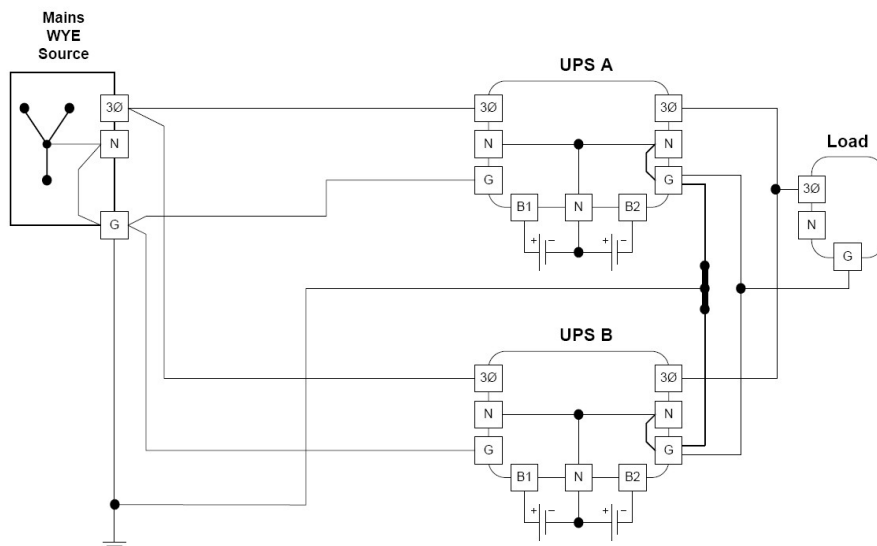 Mains
WYE
Source
3Ø
N
G
UPS A
3Ø
N
G
3Ø
N
G
B1
N
B2
+
−
+
−
Load
3Ø
N
G
UPS B
3Ø
N
G
3Ø
N
G
B1
N
B2
+
−
+
−